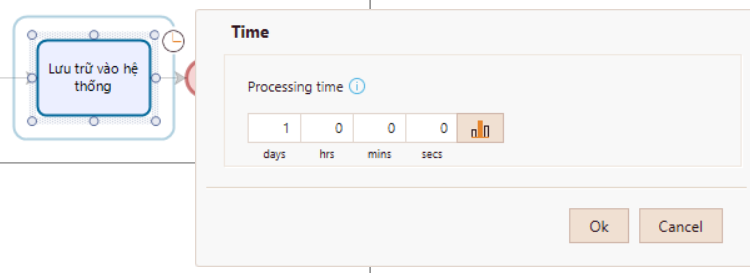 Time
Lưu trữ vào hệ
thống
Processing time
1 0 0 0
days hrs mins secs
Ok Cancel